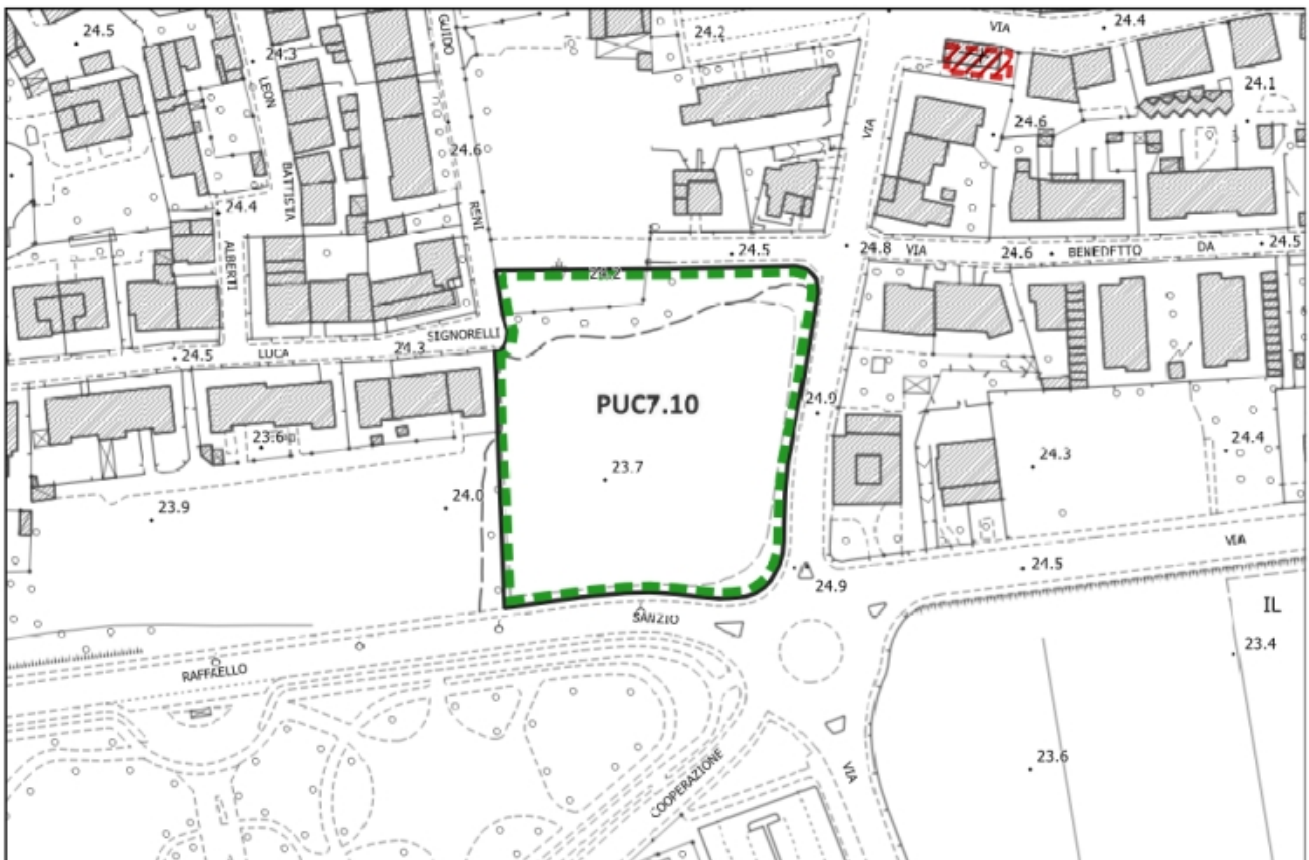 24.5
24.3
GUIDO
24.2
VIA
24.4
LEON
BATTISTA
24.6
RENI
VIA
24.6
24.1
24.4
ALBERTI
24.5
24.8
VIA
24.6
BENEDETTO
DA
24.5
24.2
24.5
LUCA
24.3
SIGNORELLI
PUC7.10
24.9
23.6
23.7
24.0
23.9
24.3
24.4
VIA
24.5
24.9
IL
SANZIO
RAFFAELLO
23.4
COOPERAZIONE
VIA
23.6